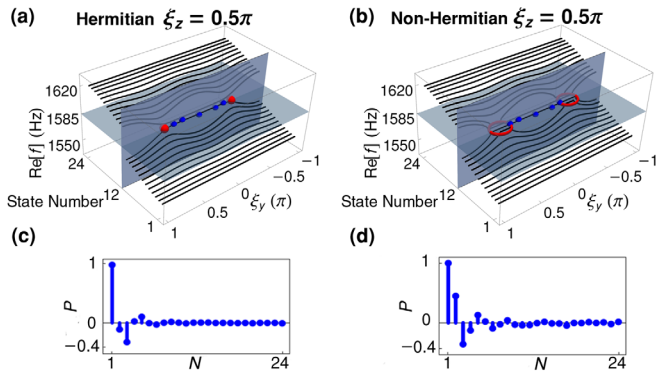 (a) Hermitian ξz = 0.5π
(b) Non-Hermitian ξz = 0.5π
Re[f] (Hz)
1620
1585
1550
24
State Number 12
1
1
0.5
0
ξy (π)
−0.5
−1
Re[f] (Hz)
1620
1585
1550
24
State Number 12
1
1
0.5
0
ξy (π)
−0.5
−1
(c)
P
1
0
−0.4
1
N
24
(d)
P
1
0
−0.4
1
N
24